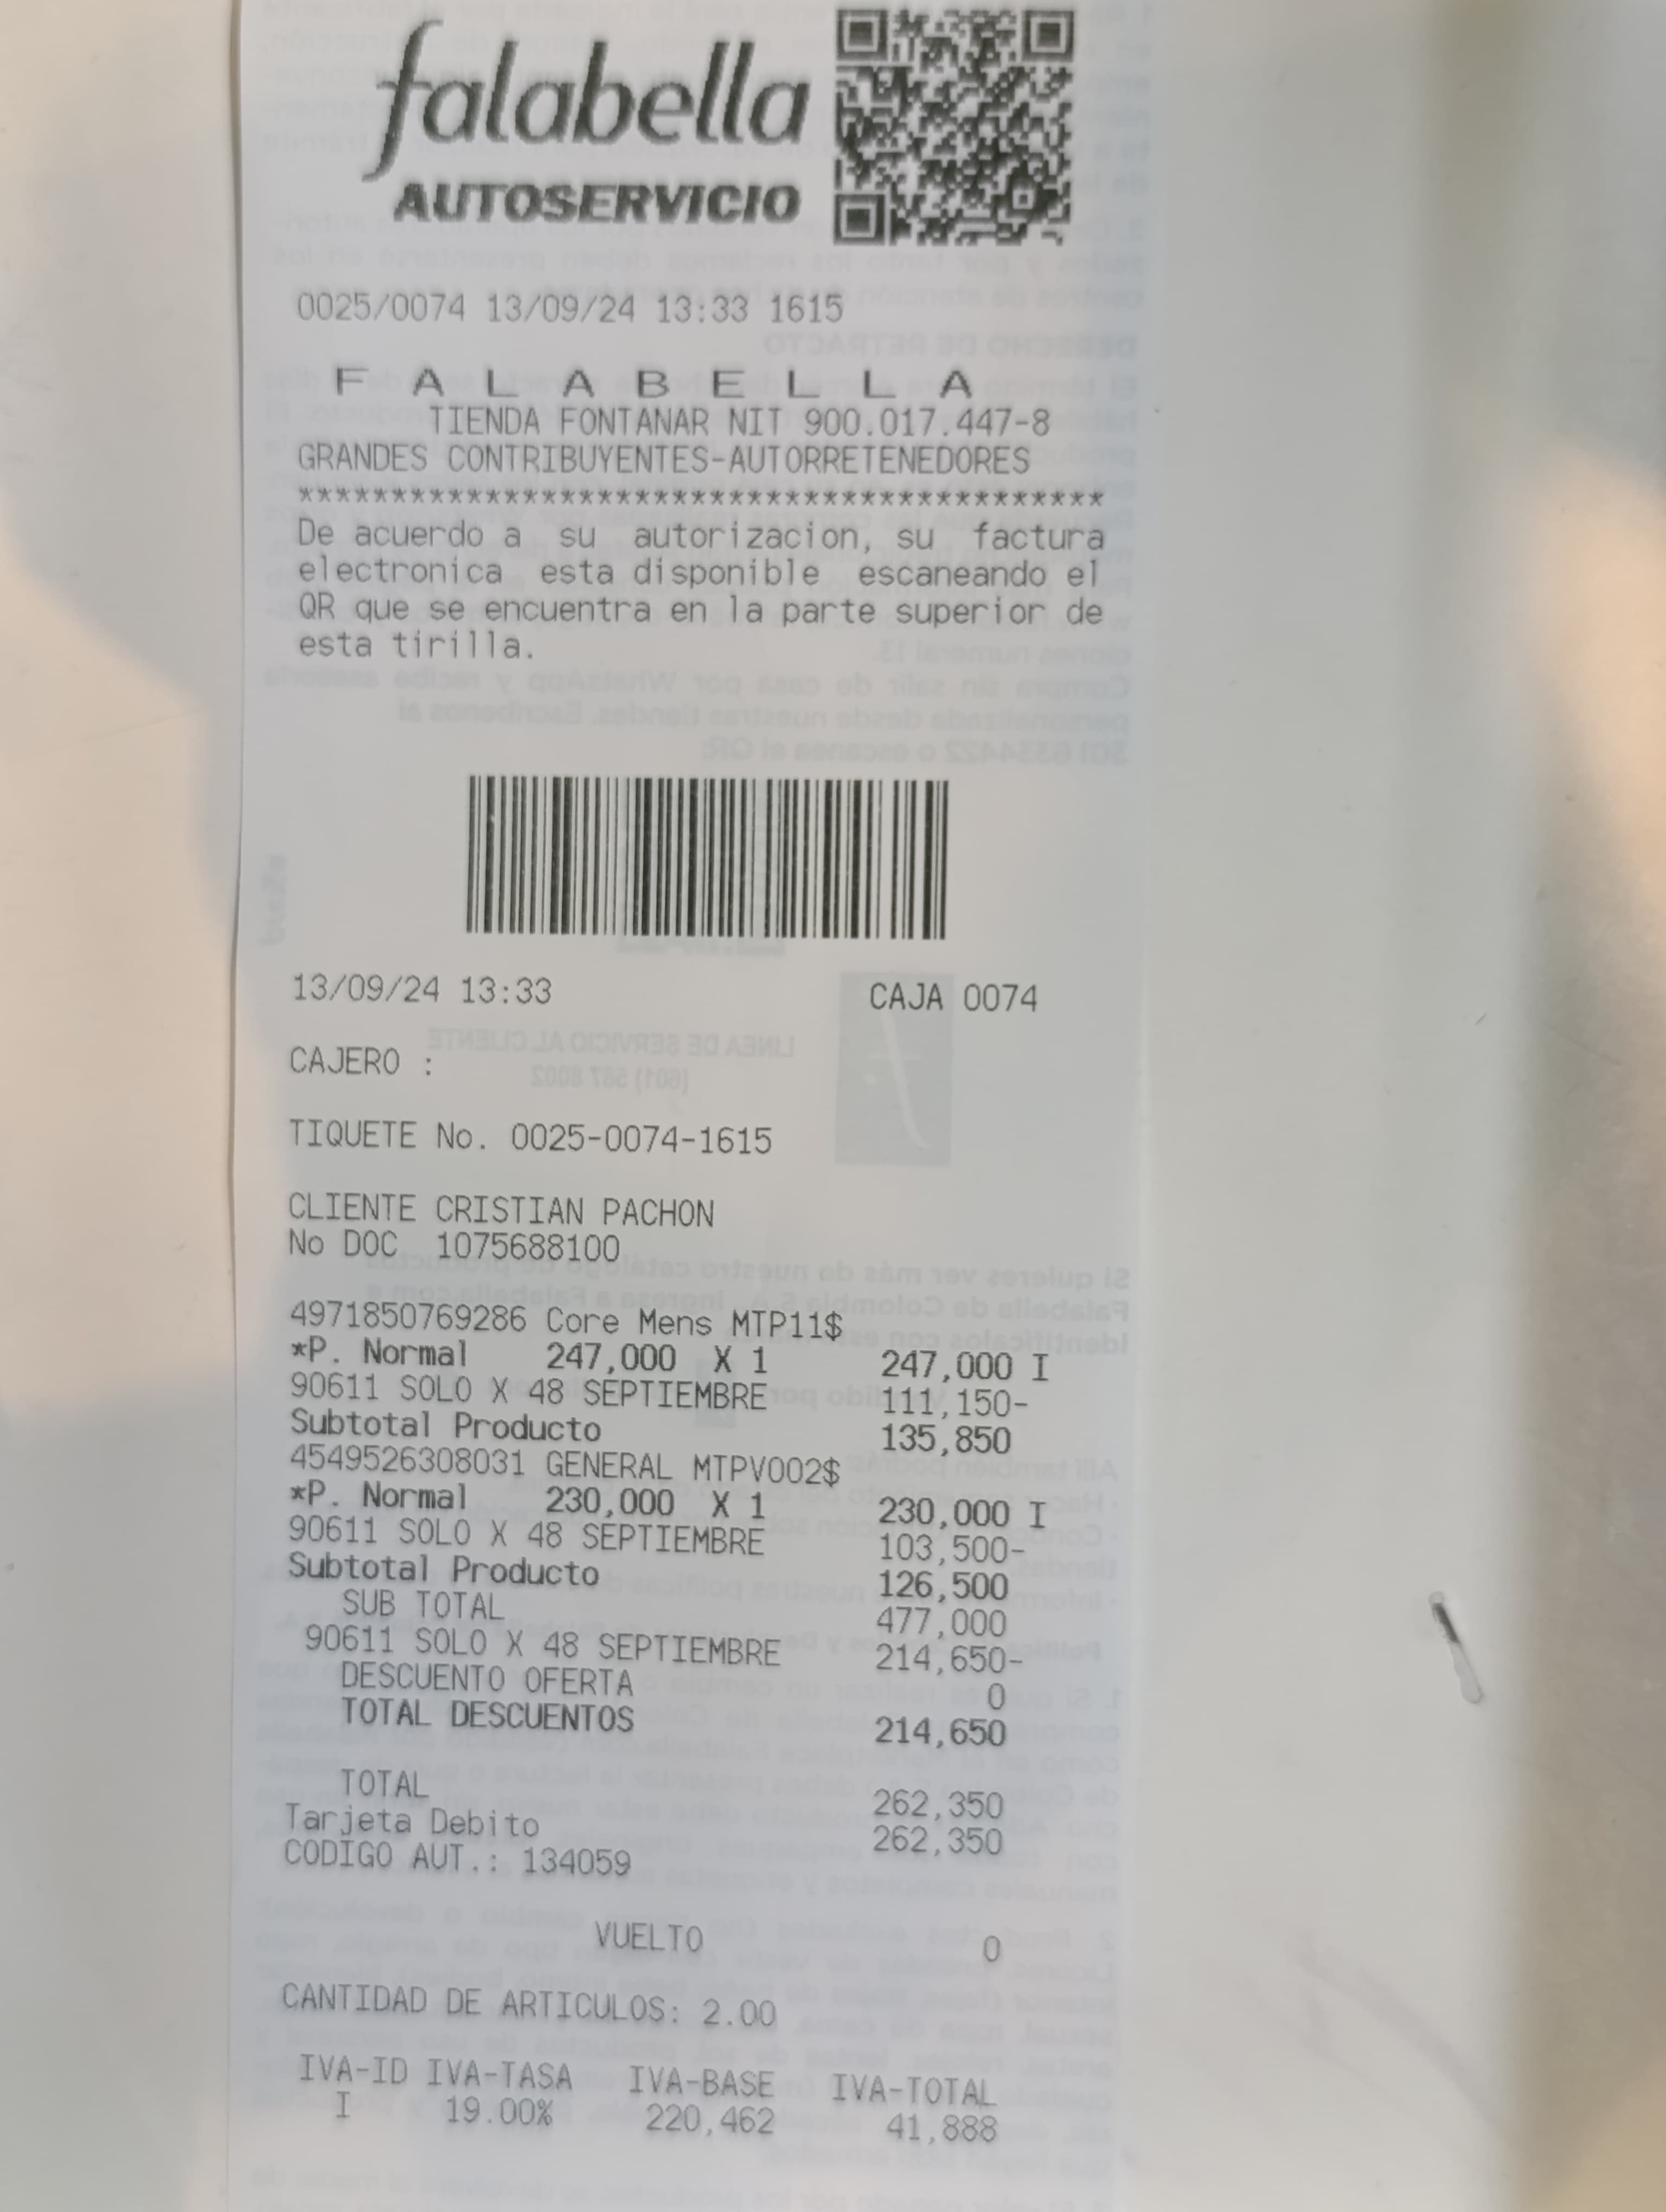 falabella
AUTOSERVICIO
0025/0074 13/09/24 13:33 1615
F A L A B E L L A
TIENDA FONTANAR NIT 900.017.447-8
GRANDES CONTRIBUYENTES-AUTORRETENEDORES
********************************************
De acuerdo a su autorizacion, su factura
electronica esta disponible escaneando el
QR que se encuentra en la parte superior de
esta tirilla.
13/09/24 13:33 CAJA 0074
CAJERO :
TIQUETE No. 0025-0074-1615
CLIENTE CRISTIAN PACHON
No DOC 1075688100
4971850769286 Core Mens MTP11$
*P. Normal 247,000 X 1 247,000 I
90611 SOLO X 48 SEPTIEMBRE 111,150-
Subtotal Producto 135,850
4549526308031 GENERAL MTPV002$
*P. Normal 230,000 X 1 230,000 I
90611 SOLO X 48 SEPTIEMBRE 103,500-
Subtotal Producto 126,500
SUB TOTAL 477,000
90611 SOLO X 48 SEPTIEMBRE 214,650-
DESCUENTO OFERTA 0
TOTAL DESCUENTOS 214,650
TOTAL 262,350
Tarjeta Debito 262,350
CODIGO AUT.: 134059
VUELTO 0
CANTIDAD DE ARTICULOS: 2.00
IVA-ID IVA-TASA IVA-BASE IVA-TOTAL
I 19.00% 220,462 41,888